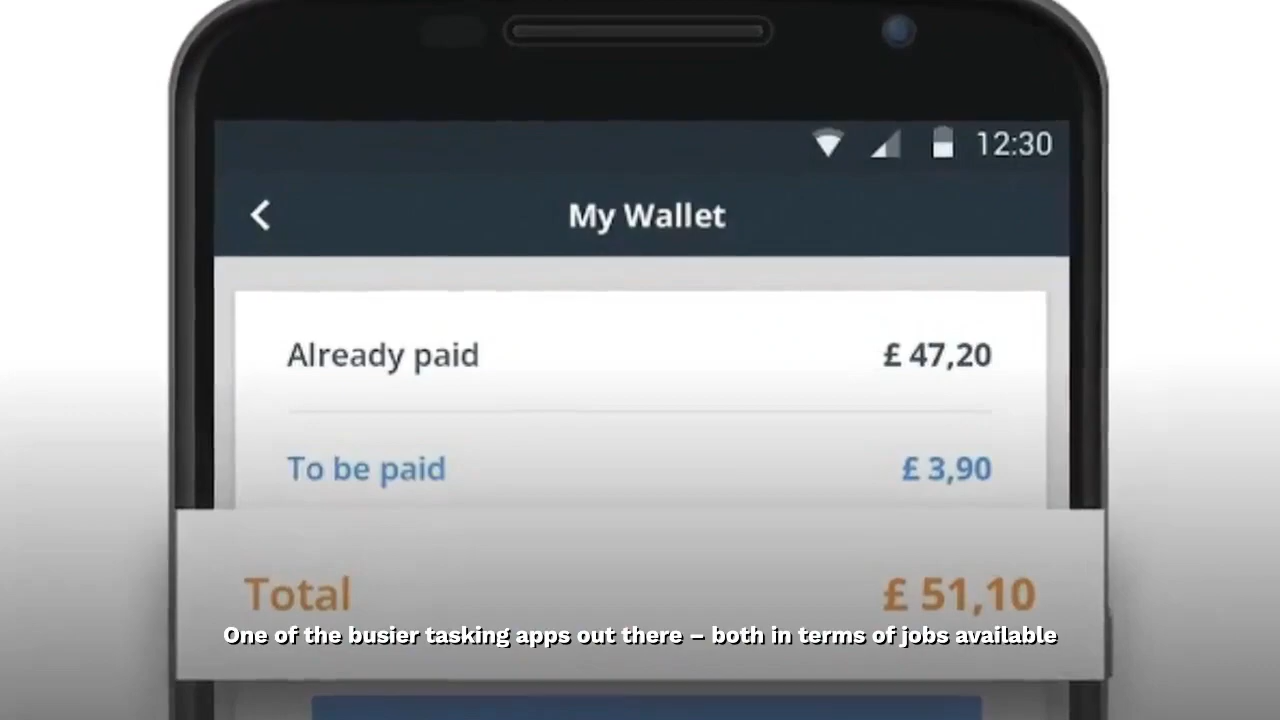 12:30
My Wallet
Already paid £ 47,20
To be paid £ 3,90
Total £ 51,10
One of the busier tasking apps out there – both in terms of jobs available